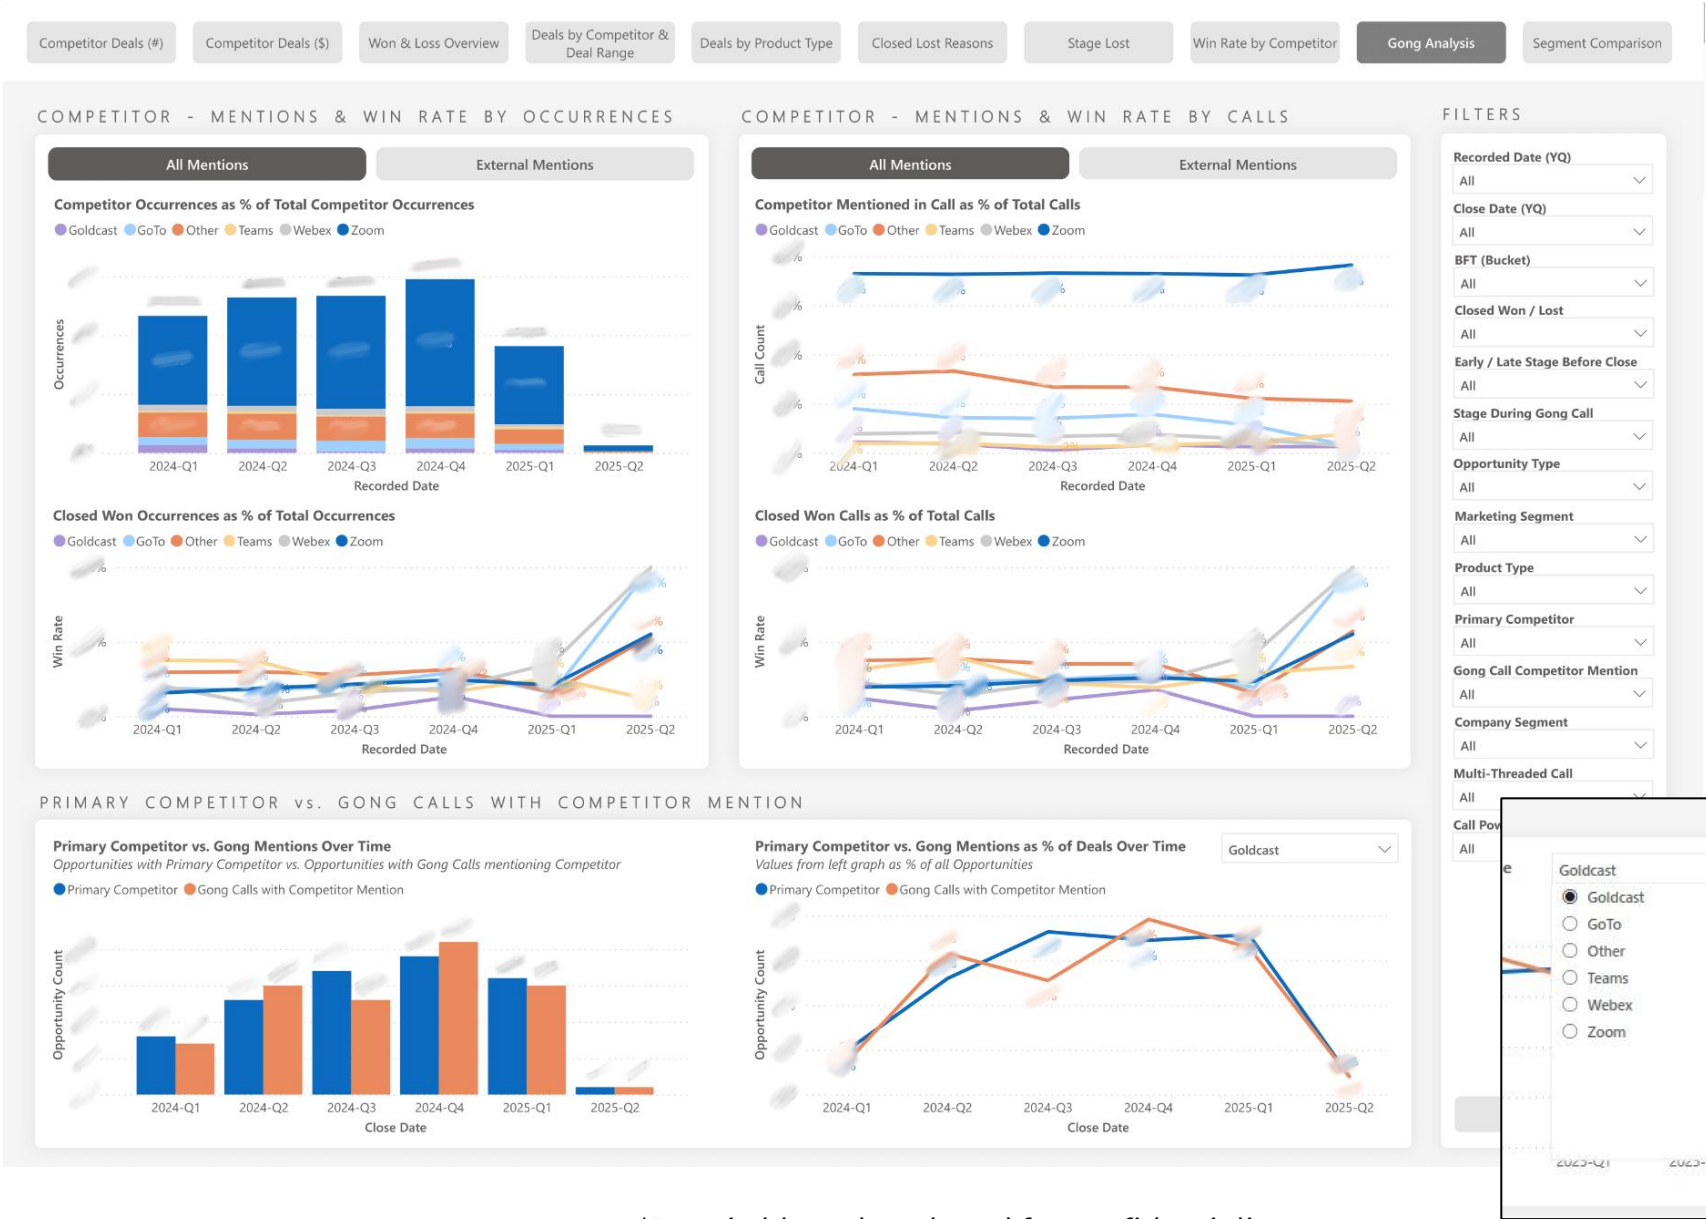 Competitor Deals (#)
Competitor Deals ($)
Won & Loss Overview
Deals by Competitor &
Deal Range
Deals by Product Type
Closed Lost Reasons
Stage Lost
Win Rate by Competitor
Gong Analysis
Segment Comparison
COMPETITOR - MENTIONS & WIN RATE BY OCCURRENCES
All Mentions
External Mentions
Competitor Occurrences as % of Total Competitor Occurrences
Goldcast GoTo Other Teams Webex Zoom
Occurrences
2024-Q1 2024-Q2 2024-Q3 2024-Q4 2025-Q1 2025-Q2
Recorded Date
Closed Won Occurrences as % of Total Occurrences
Goldcast GoTo Other Teams Webex Zoom
Win Rate
2024-Q1 2024-Q2 2024-Q3 2024-Q4 2025-Q1 2025-Q2
Recorded Date
COMPETITOR - MENTIONS & WIN RATE BY CALLS
All Mentions
External Mentions
Competitor Mentioned in Call as % of Total Calls
Goldcast GoTo Other Teams Webex Zoom
Call Count
2024-Q1 2024-Q2 2024-Q3 2024-Q4 2025-Q1 2025-Q2
Recorded Date
Closed Won Calls as % of Total Calls
Goldcast GoTo Other Teams Webex Zoom
Win Rate
2024-Q1 2024-Q2 2024-Q3 2024-Q4 2025-Q1 2025-Q2
Recorded Date
PRIMARY COMPETITOR vs. GONG CALLS WITH COMPETITOR MENTION
Primary Competitor vs. Gong Mentions Over Time
Opportunities with Primary Competitor vs. Opportunities with Gong Calls mentioning Competitor
Primary Competitor Gong Calls with Competitor Mention
Opportunity Count
2024-Q1 2024-Q2 2024-Q3 2024-Q4 2025-Q1 2025-Q2
Close Date
Primary Competitor vs. Gong Mentions as % of Deals Over Time
Values from left graph as % of all Opportunities
Goldcast
Primary Competitor Gong Calls with Competitor Mention
Opportunity Count
2024-Q1 2024-Q2 2024-Q3 2024-Q4 2025-Q1 2025-Q2
Close Date
FILTERS
Recorded Date (YQ)
All
Close Date (YQ)
All
BFT (Bucket)
All
Closed Won / Lost
All
Early / Late Stage Before Close
All
Stage During Gong Call
All
Opportunity Type
All
Marketing Segment
All
Product Type
All
Primary Competitor
All
Gong Call Competitor Mention
All
Company Segment
All
Multi-Threaded Call
All
Call Pow
All
e
Goldcast
Goldcast
GoTo
Other
Teams
Webex
Zoom
2025-Q1 2025-